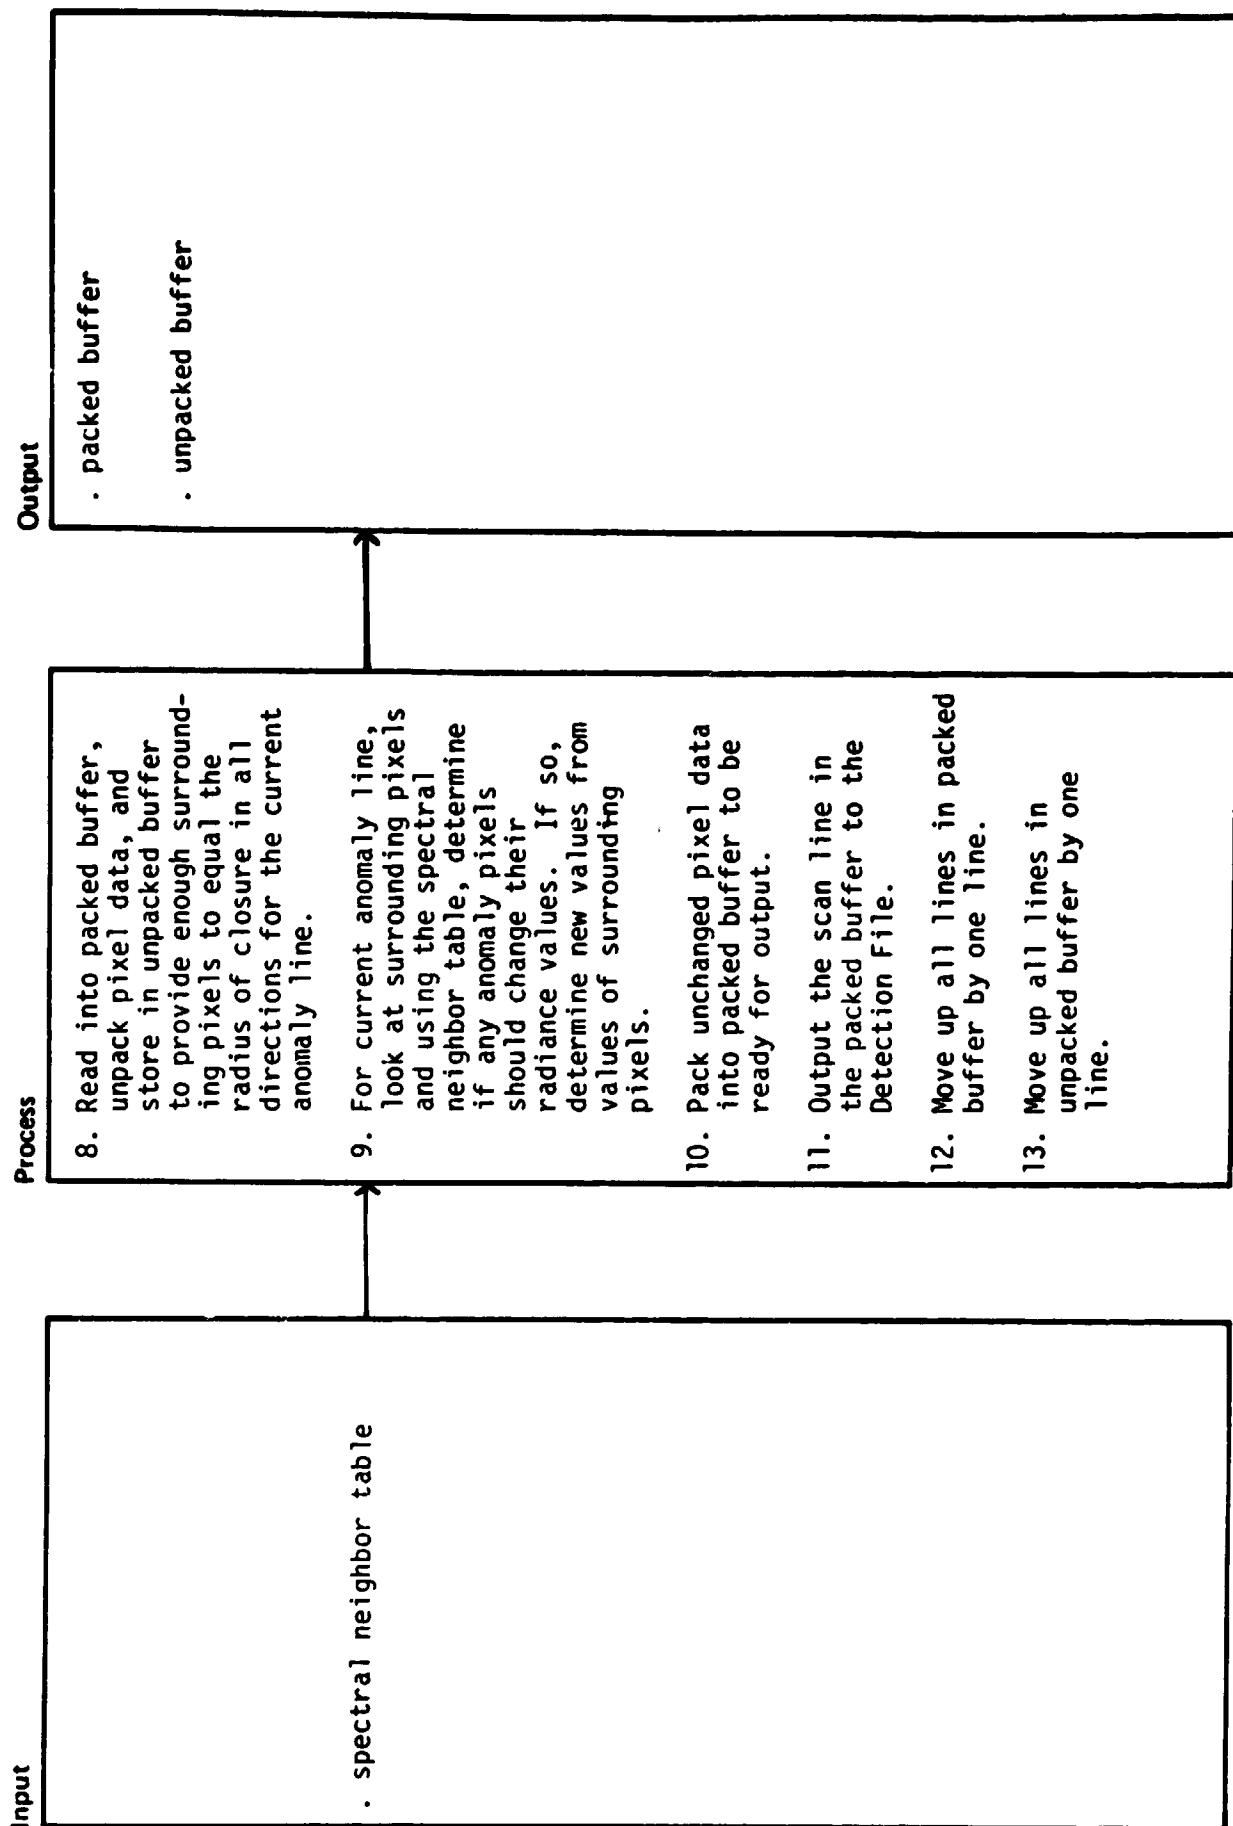 Input
. spectral neighbor table
Process
8. Read into packed buffer,
unpack pixel data, and
store in unpacked buffer
to provide enough surround-
ing pixels to equal the
radius of closure in all
directions for the current
anomaly line.
9. For current anomaly line,
look at surrounding pixels
and using the spectral
neighbor table, determine
if any anomaly pixels
should change their
radiance values. If so,
determine new values from
values of surrounding
pixels.
10. Pack unchanged pixel data
into packed buffer to be
ready for output.
11. Output the scan line in
the packed buffer to the
Detection File.
12. Move up all lines in packed
buffer by one line.
13. Move up all lines in
unpacked buffer by one
line.
Output
. packed buffer
. unpacked buffer